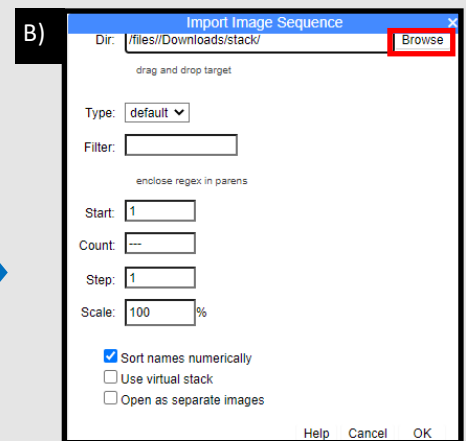 B)
Import Image Sequence ×
Dir: /files//Downloads/stack/ Browse
drag and drop target
Type: default
Filter:
enclose regex in parens
Start: 1
Count: ---
Step: 1
Scale: 100 %
Sort names numerically
Use virtual stack
Open as separate images
Help Cancel OK